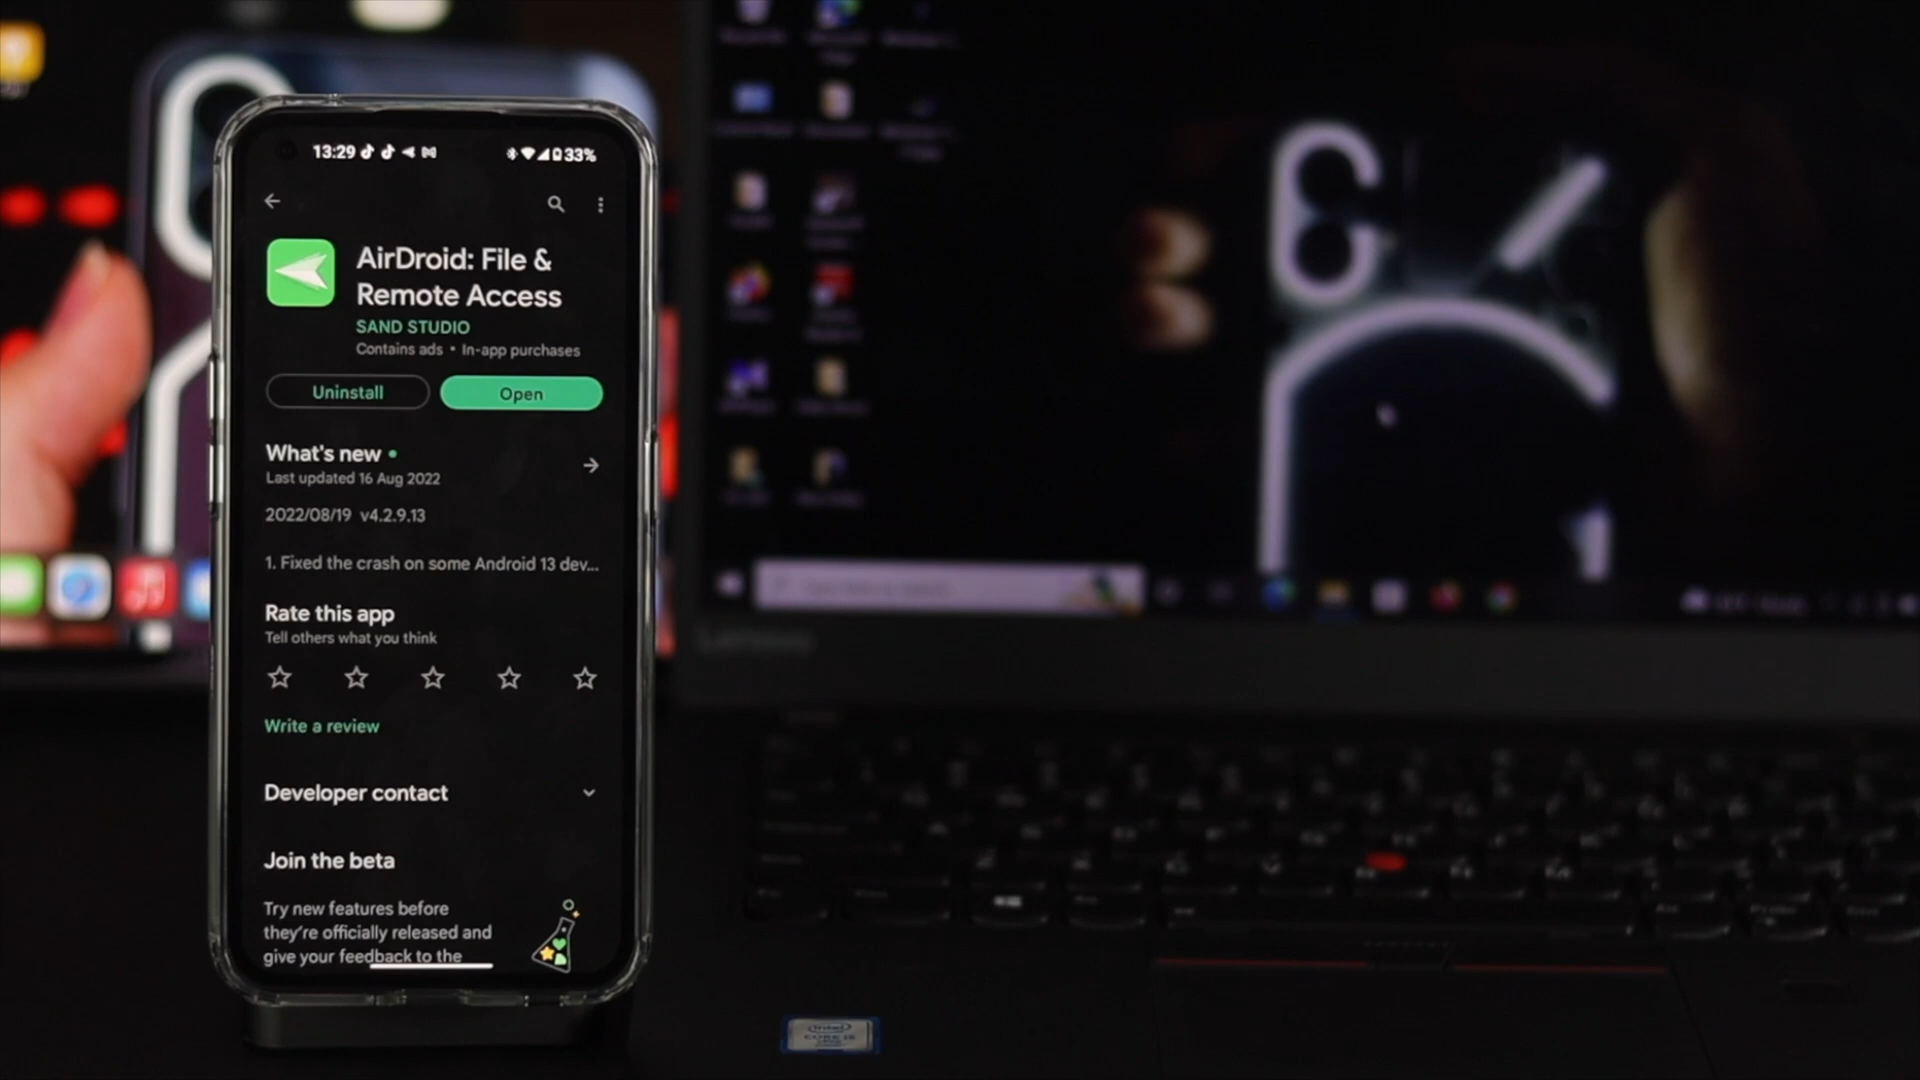 13:29 33%
AirDroid: File &
Remote Access
SAND STUDIO
Contains ads • In-app purchases
Uninstall Open
What's new •
Last updated 16 Aug 2022
2022/08/19 v4.2.9.13
1. Fixed the crash on some Android 13 dev...
Rate this app
Tell others what you think
Write a review
Developer contact
Join the beta
Try new features before
they're officially released and
give your feedback to the
Lenovo
CORE i5